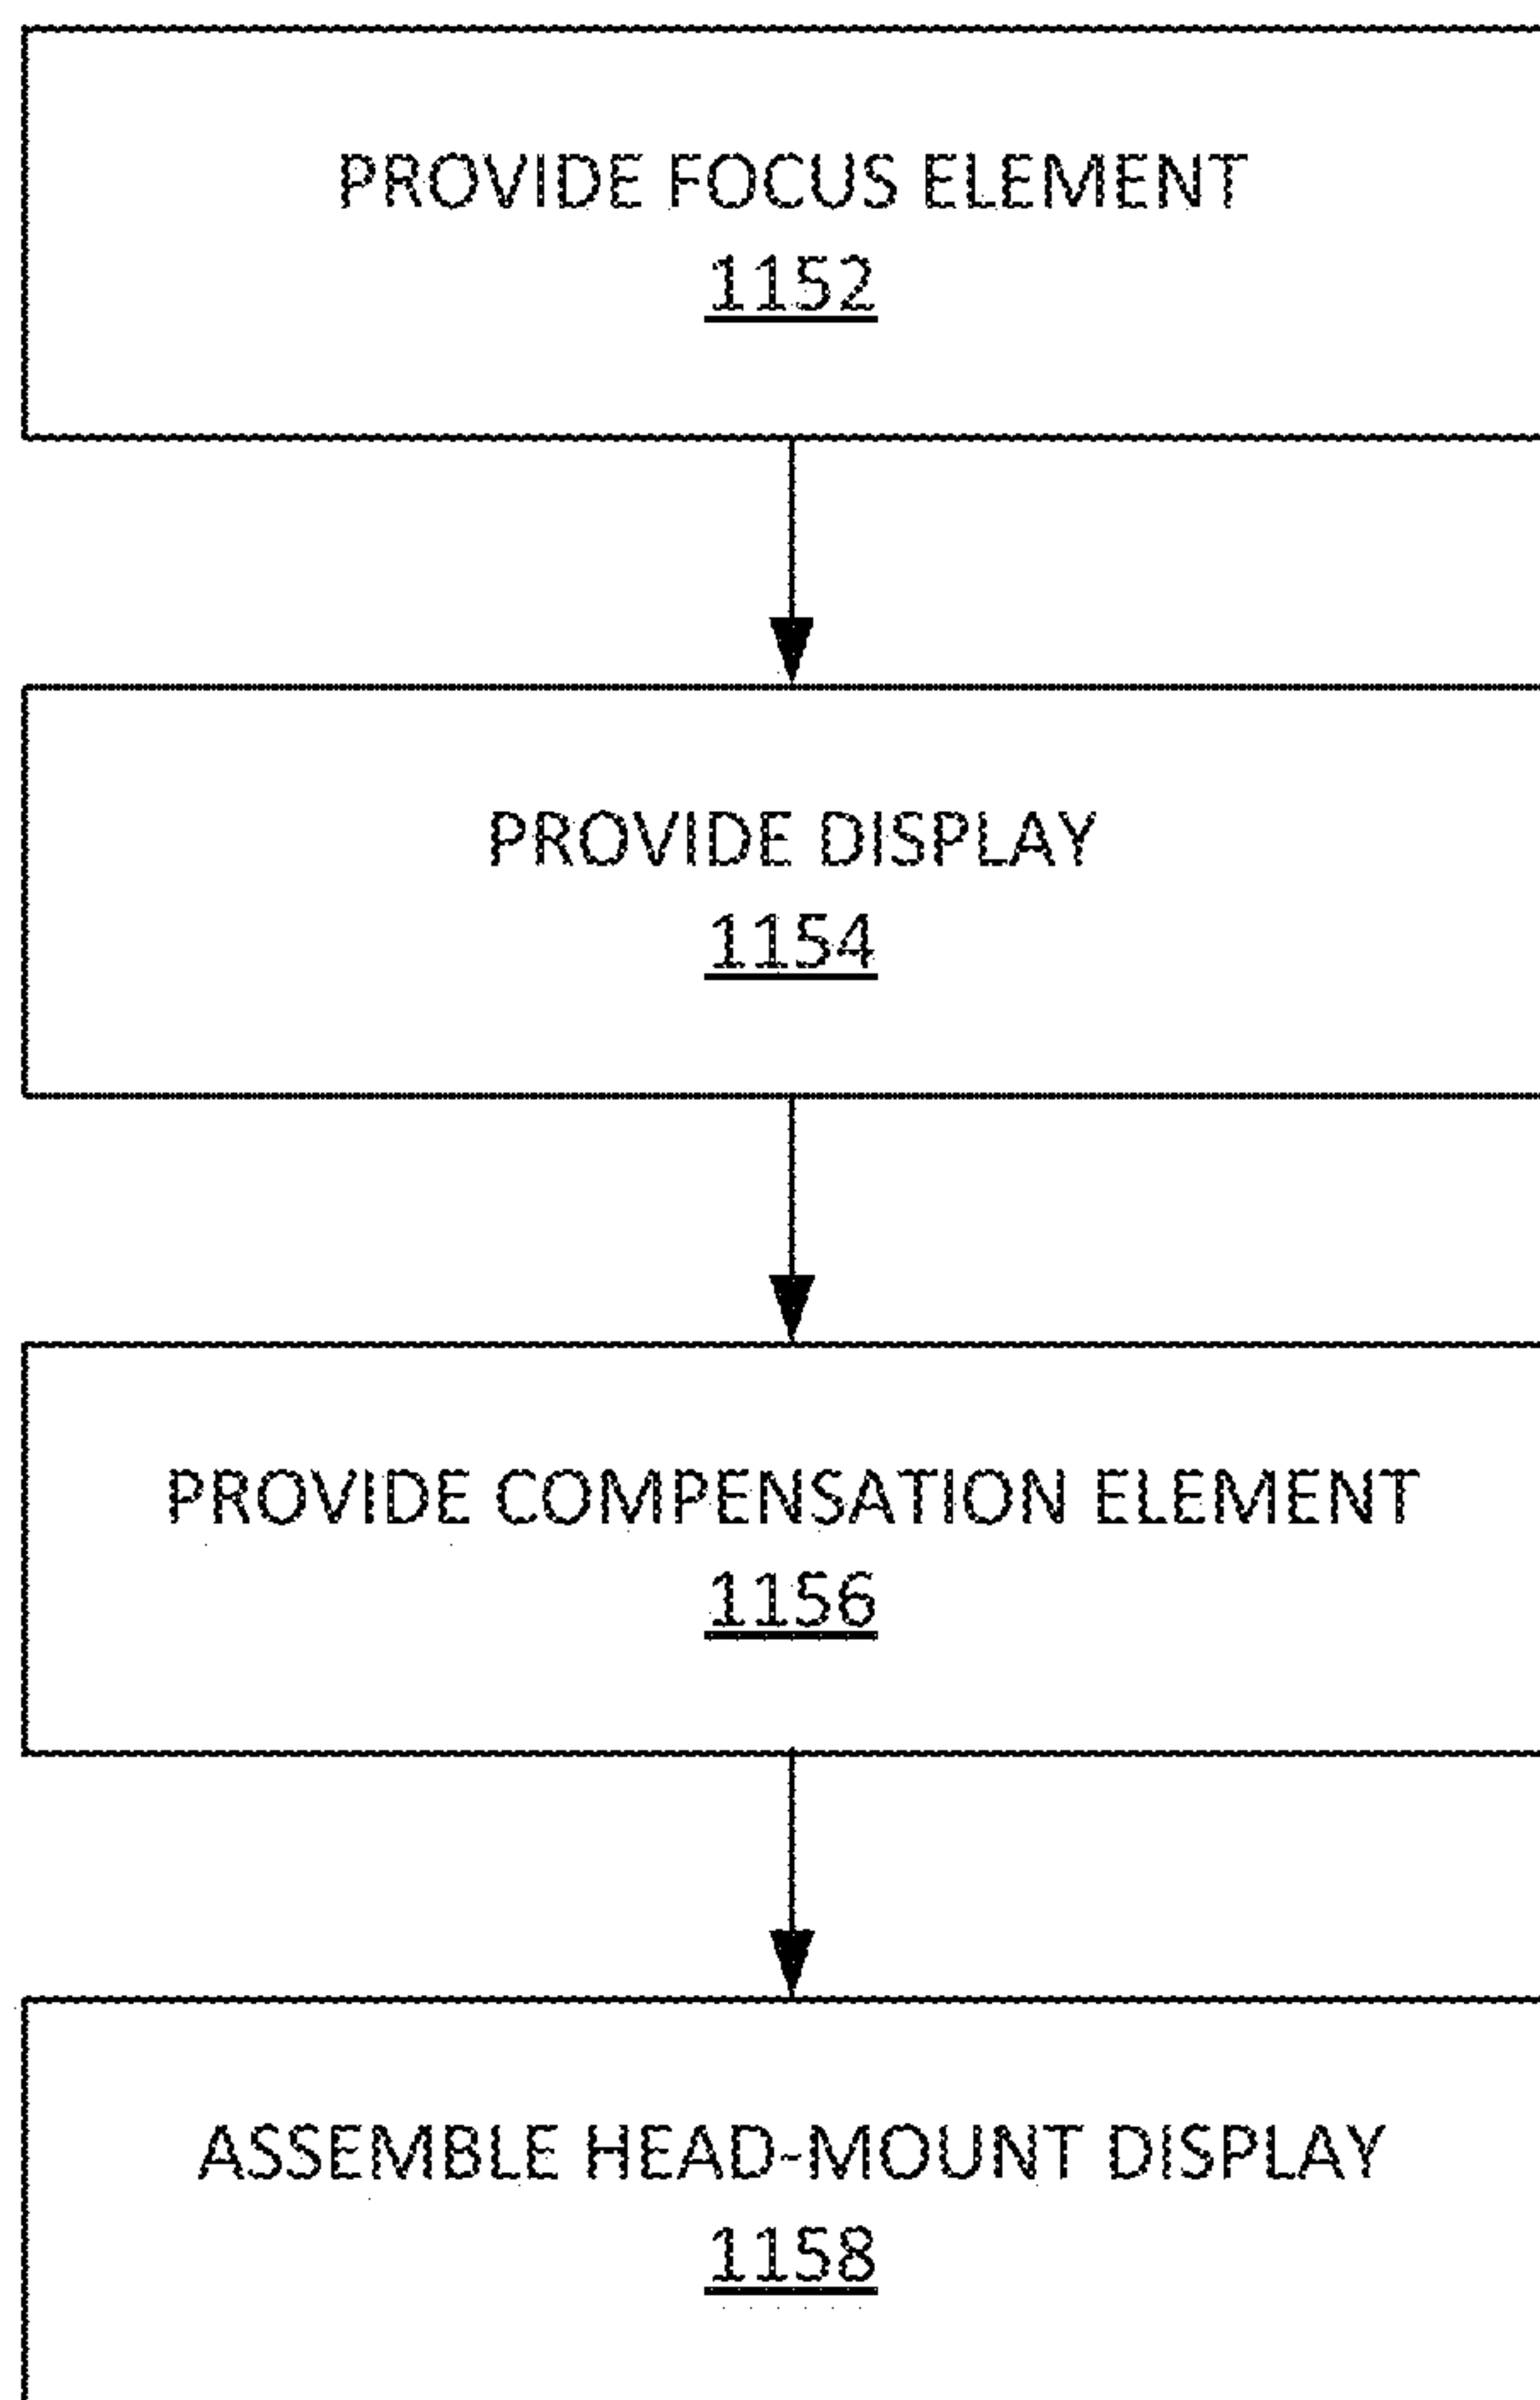 PROVIDE FOCUS ELEMENT
1152
PROVIDE DISPLAY
1154
PROVIDE COMPENSATION ELEMENT
1156
ASSEMBLE HEAD-MOUNT DISPLAY
1158